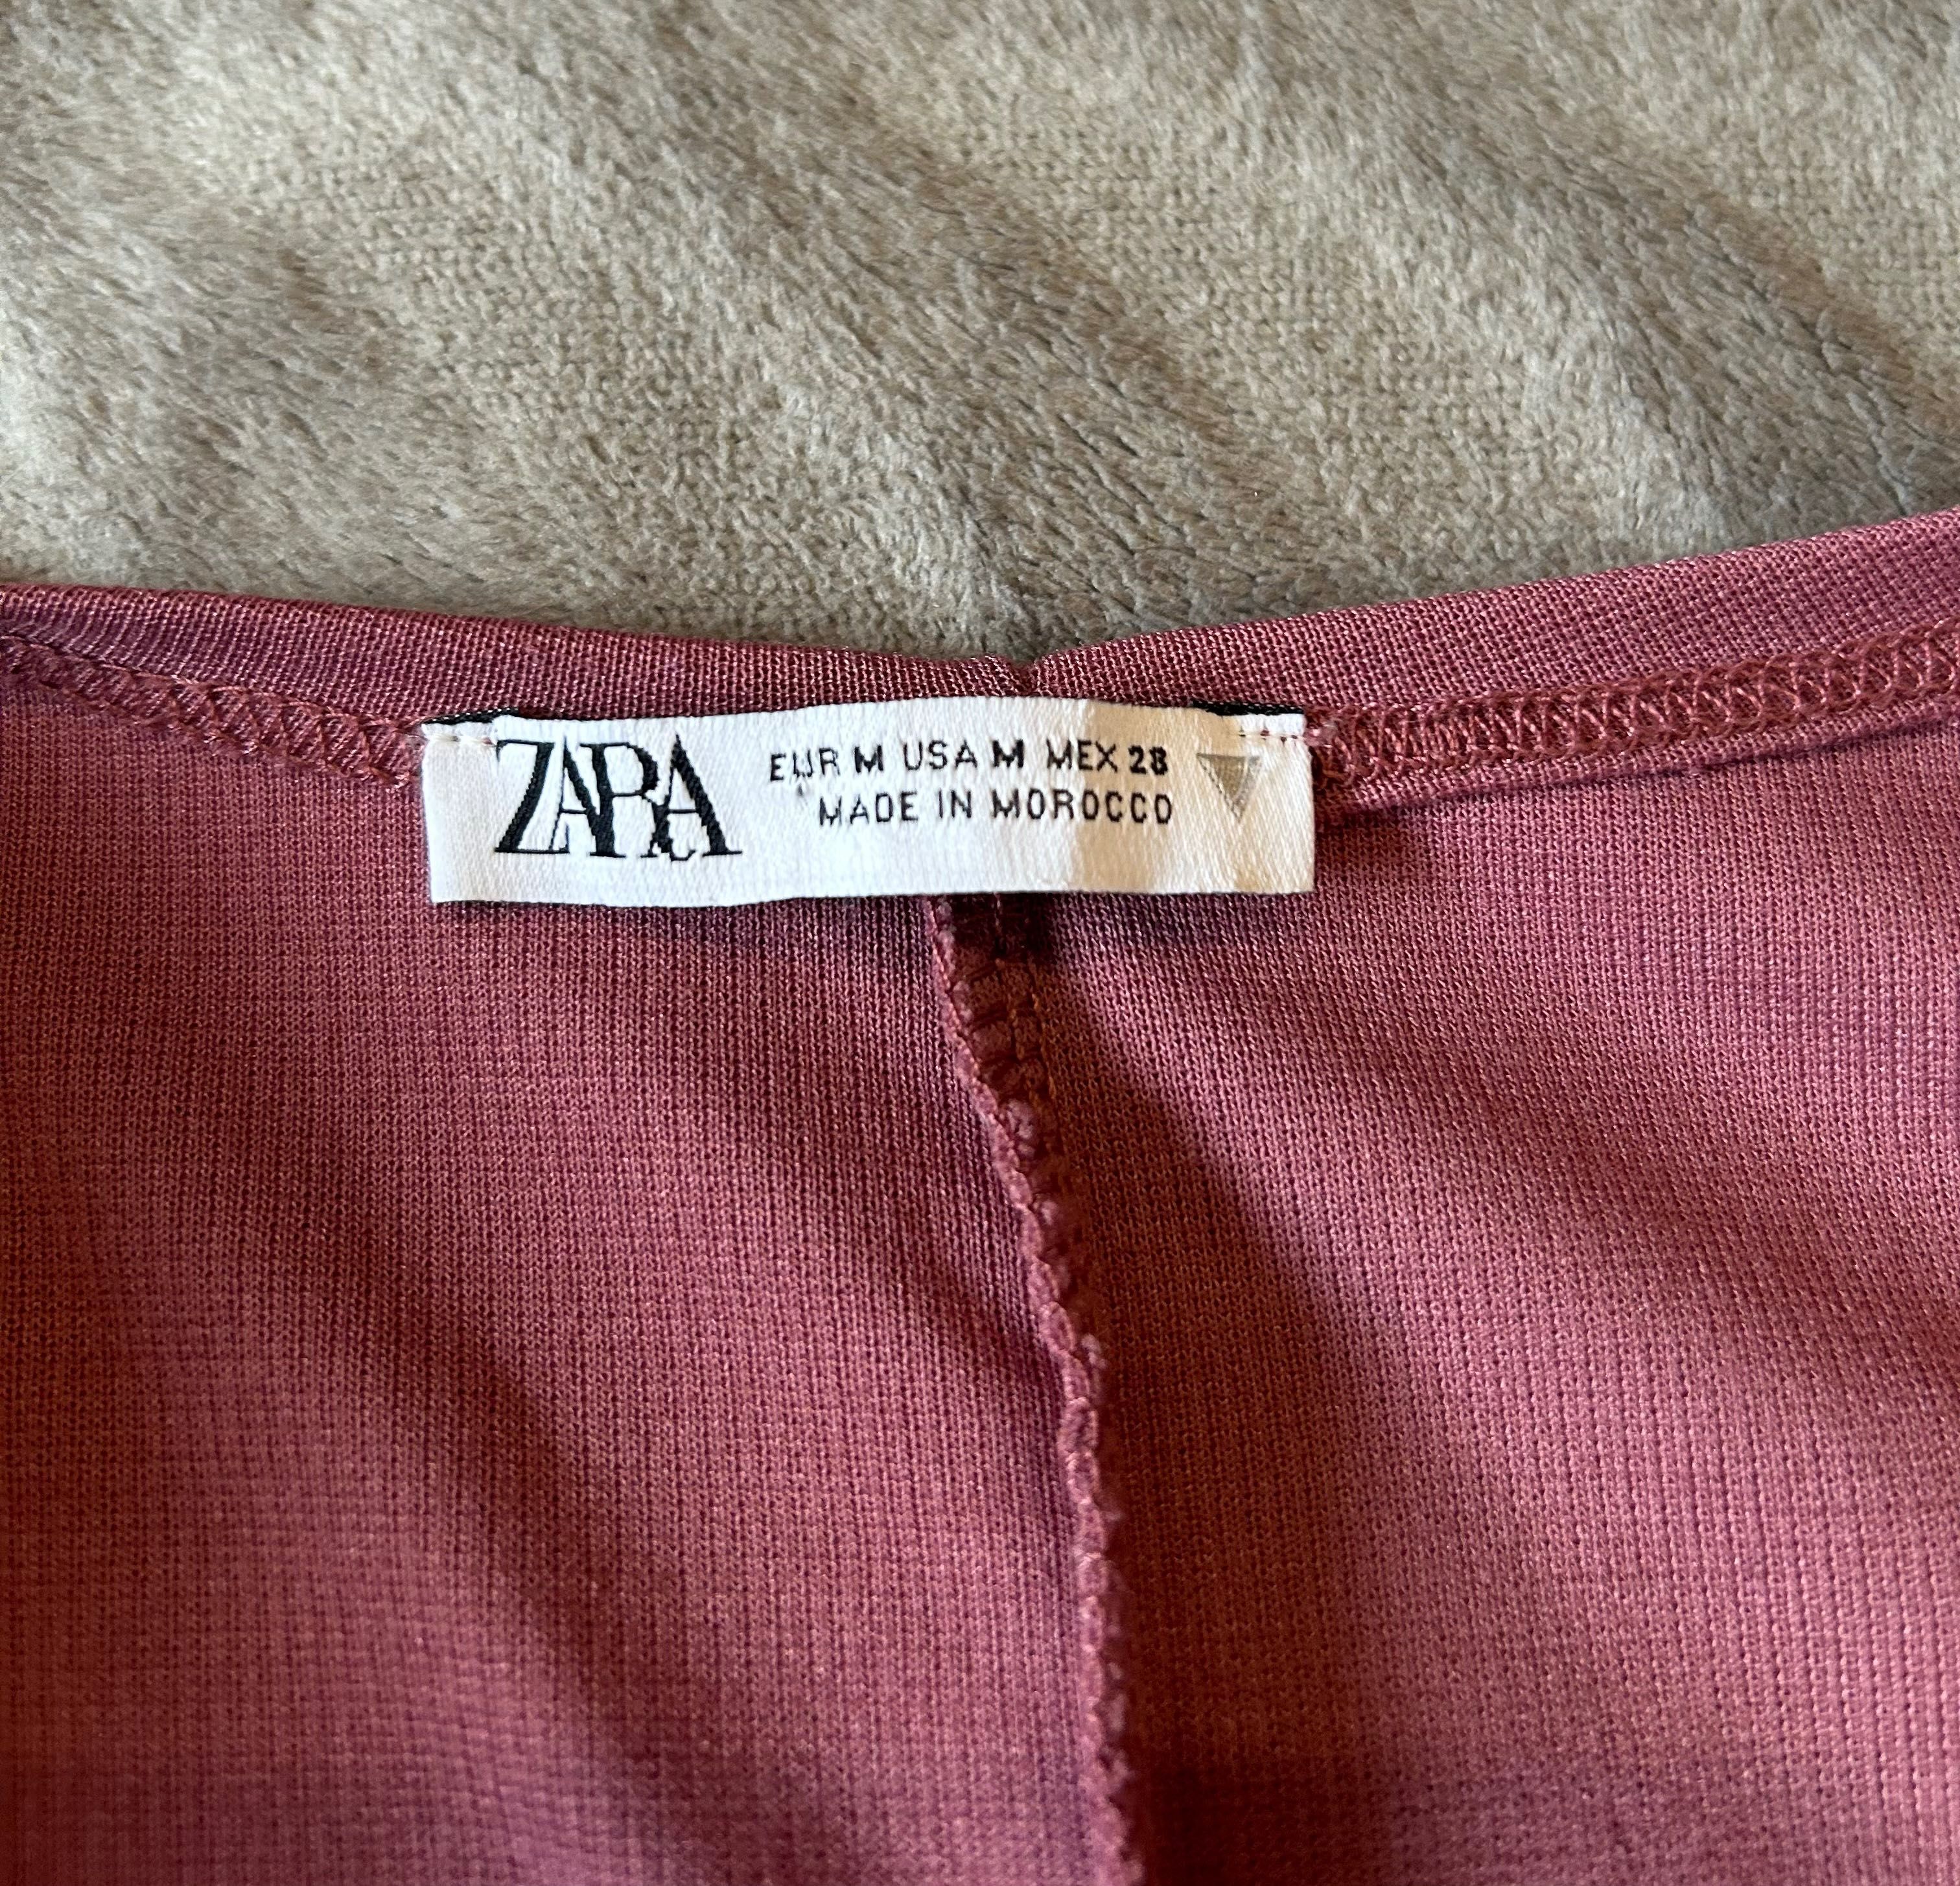 ZARA
EUR M USA M MEX 28
MADE IN MOROCCO